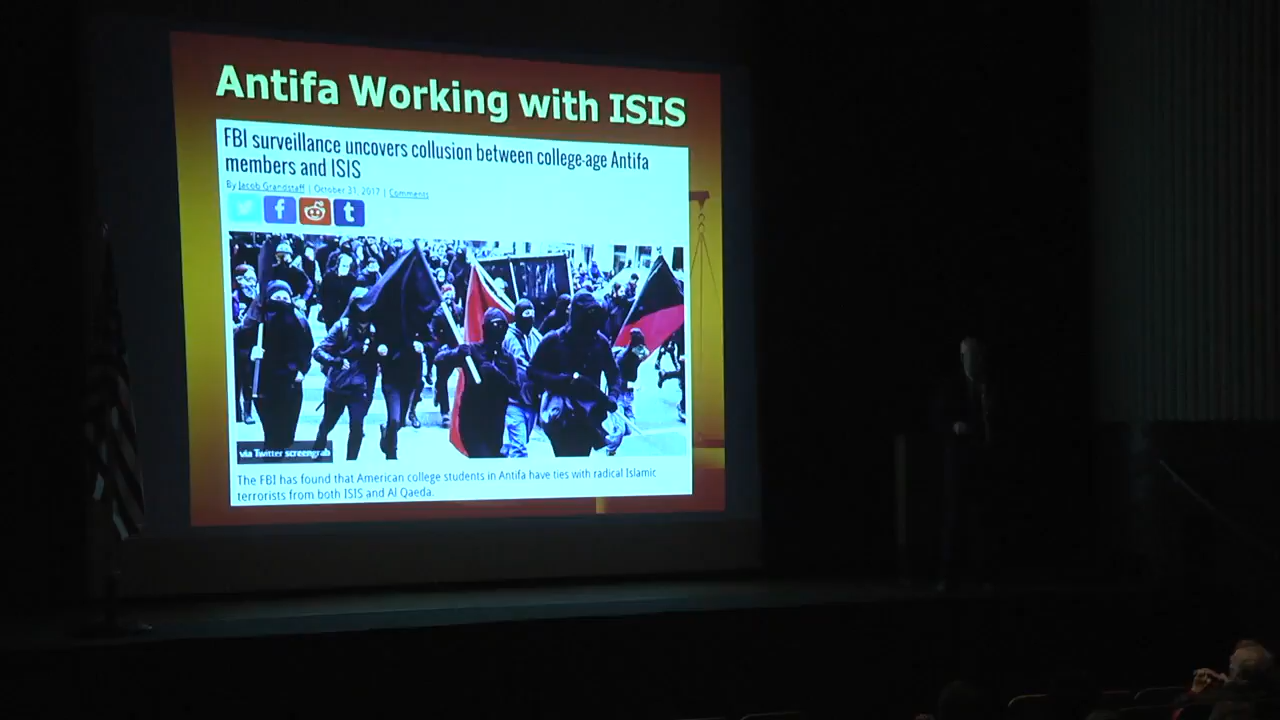 Antifa Working with ISIS
FBI surveillance uncovers collusion between college-age Antifa
members and ISIS
By Jacob Grandstaff | October 31, 2017 | Comments
f
t
via Twitter screengrab
The FBI has found that American college students in Antifa have ties with radical Islamic
terrorists from both ISIS and Al Qaeda.